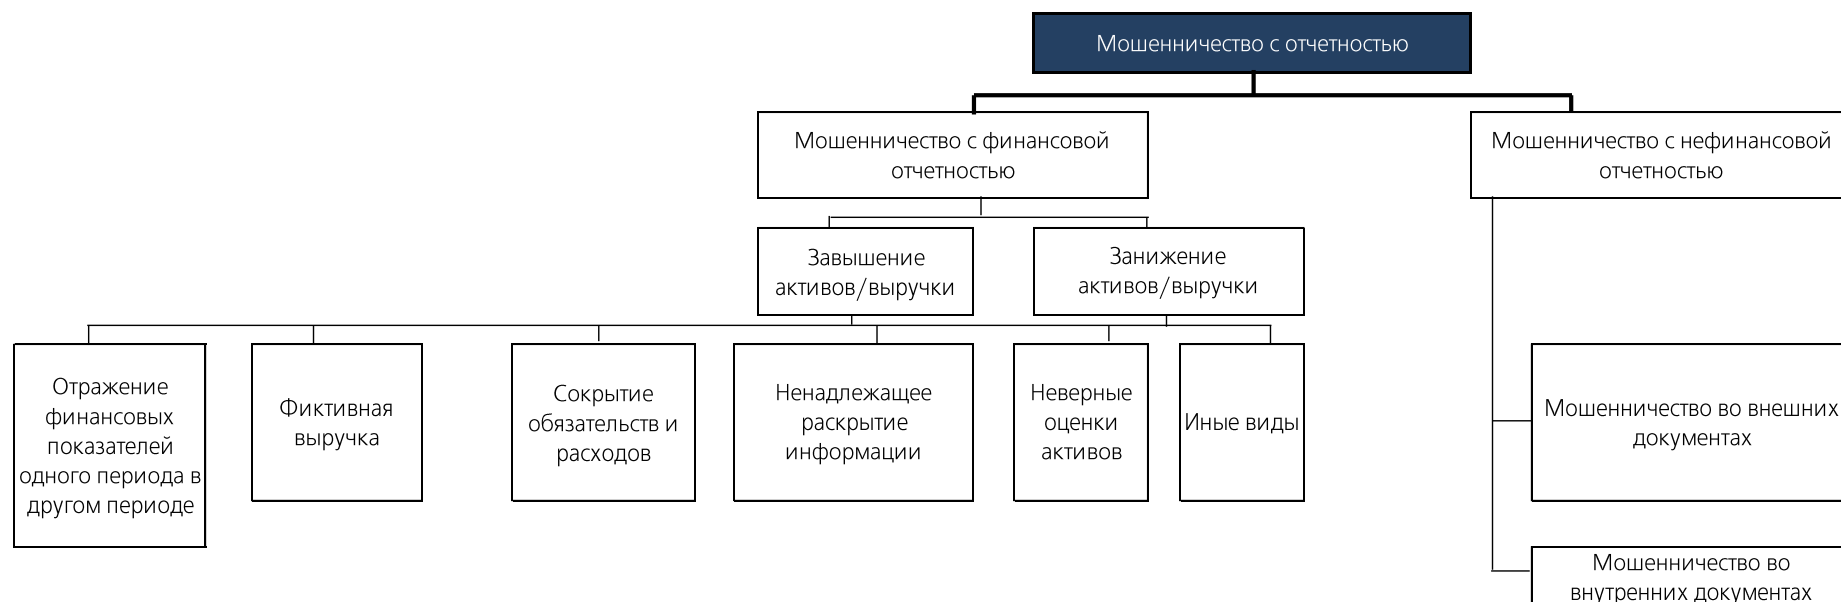 Мошенничество с отчетностью
Мошенничество с финансовой
отчетностью
Мошенничество с нефинансовой
отчетностью
Завышение
активов/выручки
Занижение
активов/выручки
Отражение
финансовых
показателей
одного периода в
другом периоде
Фиктивная
выручка
Сокрытие
обязательств и
расходов
Ненадлежащее
раскрытие
информации
Неверные
оценки
активов
Иные виды
Мошенничество во внешних
документах
Мошенничество во
внутренних документах